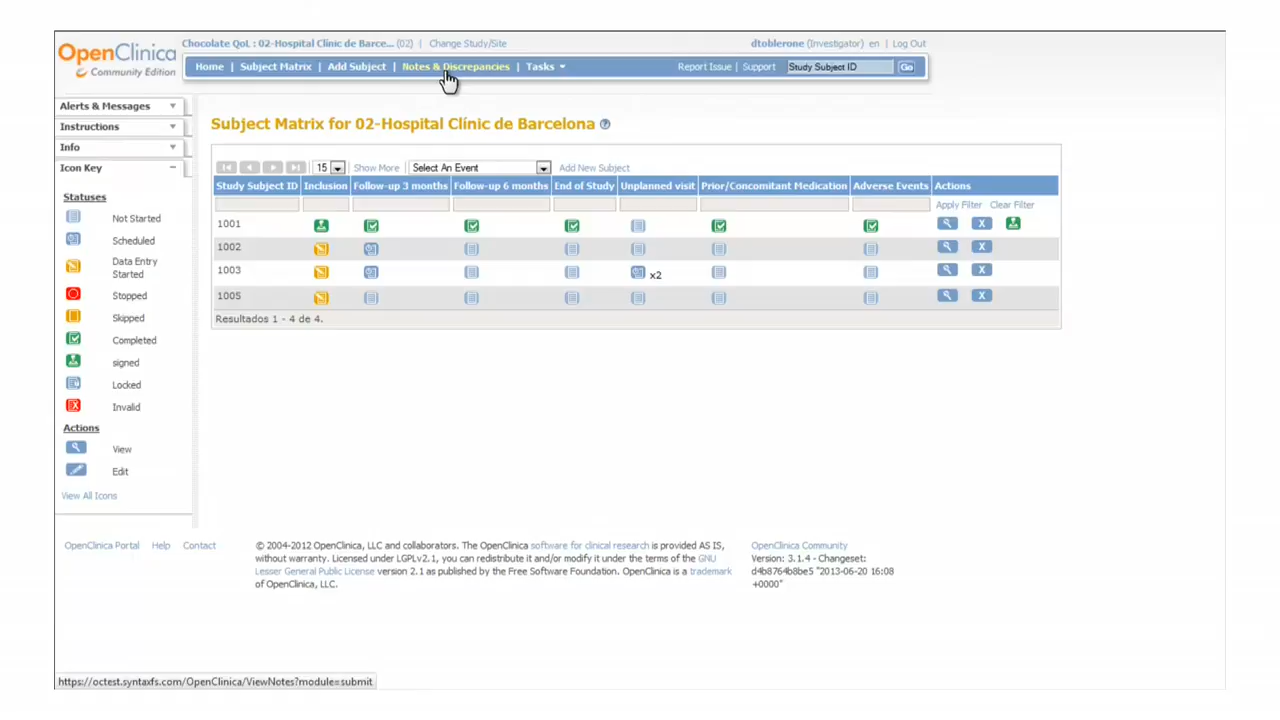 OpenClinica
Community Edition
Chocolate QoL : 02-Hospital Clínic de Barce... (02) | Change Study/Site
dtoblerone (Investigator) en | Log Out
Home | Subject Matrix | Add Subject | Notes & Discrepancies | Tasks
Report Issue | Support Study Subject ID Go
Alerts & Messages
Instructions
Info
Icon Key
Statuses
Not Started
Scheduled
Data Entry
Started
Stopped
Skipped
Completed
signed
Locked
Invalid
Actions
View
Edit
View All Icons
Subject Matrix for 02-Hospital Clínic de Barcelona
15 Show More | Select An Event Add New Subject
Study Subject ID Inclusion Follow-up 3 months Follow-up 6 months End of Study Unplanned visit Prior/Concomitant Medication Adverse Events Actions
Apply Filter Clear Filter
1001
1002
1003 x2
1005
Resultados 1 - 4 de 4.
OpenClinica Portal Help Contact
© 2004-2012 OpenClinica, LLC and collaborators. The OpenClinica software for clinical research is provided AS IS,
without warranty. Licensed under LGPLv2.1, you can redistribute it and/or modify it under the terms of the GNU
Lesser General Public License version 2.1 as published by the Free Software Foundation. OpenClinica is a trademark
of OpenClinica, LLC.
OpenClinica Community
Version: 3.1.4 - Changeset:
d4b8764b8be5 "2013-06-20 16:08
+0000"
https://octest.syntaxfs.com/OpenClinica/ViewNotes?module=submit